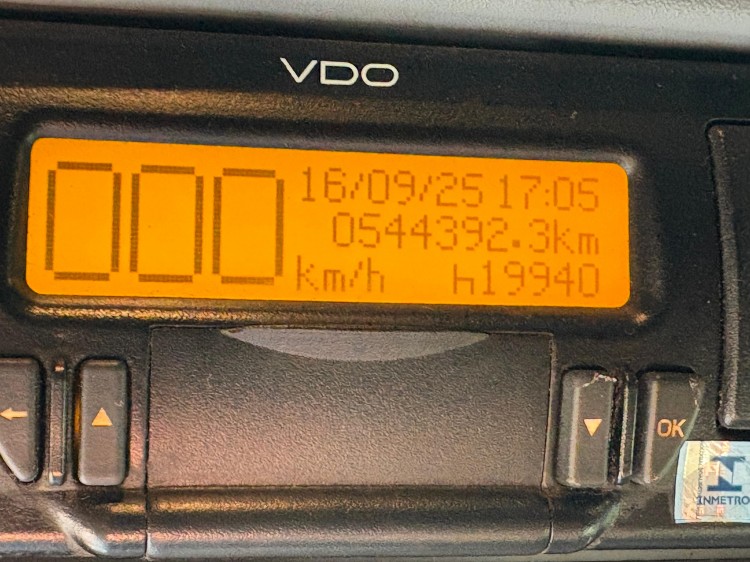 VDO
000 16/09/25 17:05
0544392.3km
km/h h19940
OK
INMETRO